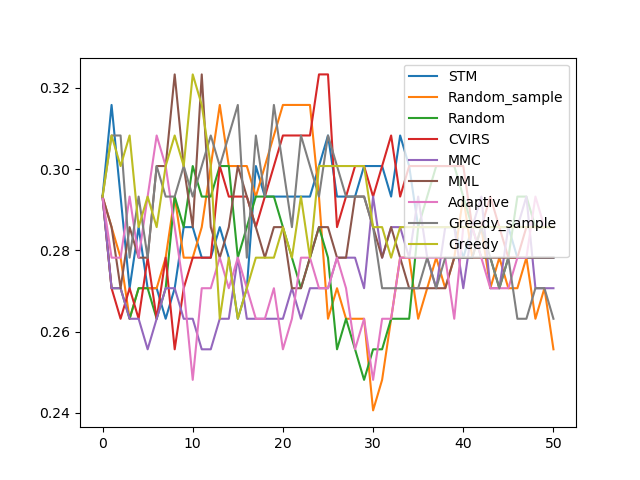 0.32
0.30
0.28
0.26
0.24
0 10 20 30 40 50
STM
Random_sample
Random
CVIRS
MMC
MML
Adaptive
Greedy_sample
Greedy